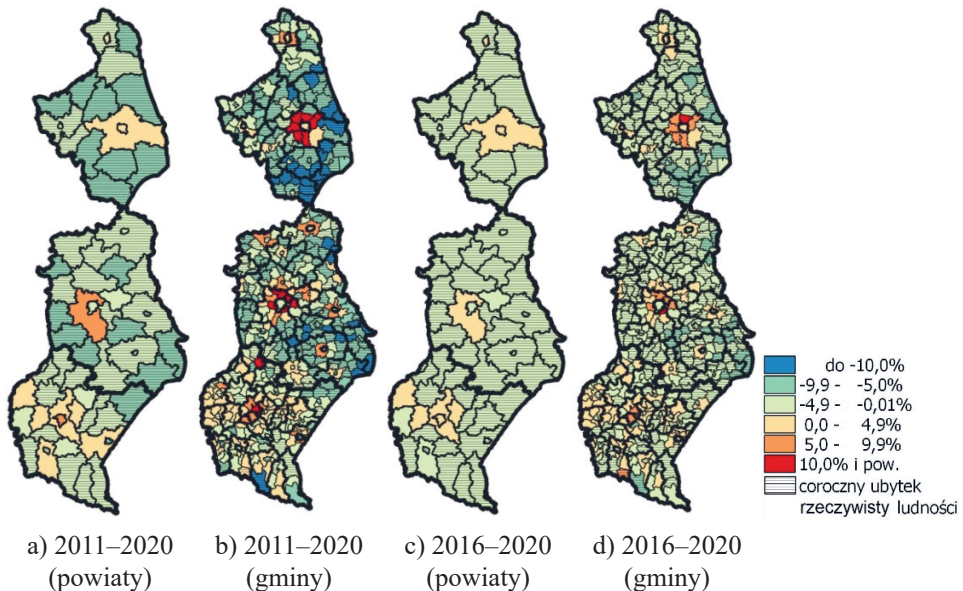 do -10,0%
-9,9 - -5,0%
-4,9 - -0,01%
0,0 - 4,9%
5,0 - 9,9%
10,0% i pow.
coroczny ubytek
rzeczywisty ludności
a) 2011–2020 b) 2011–2020 c) 2016–2020 d) 2016–2020
(powiaty) (gminy) (powiaty) (gminy)